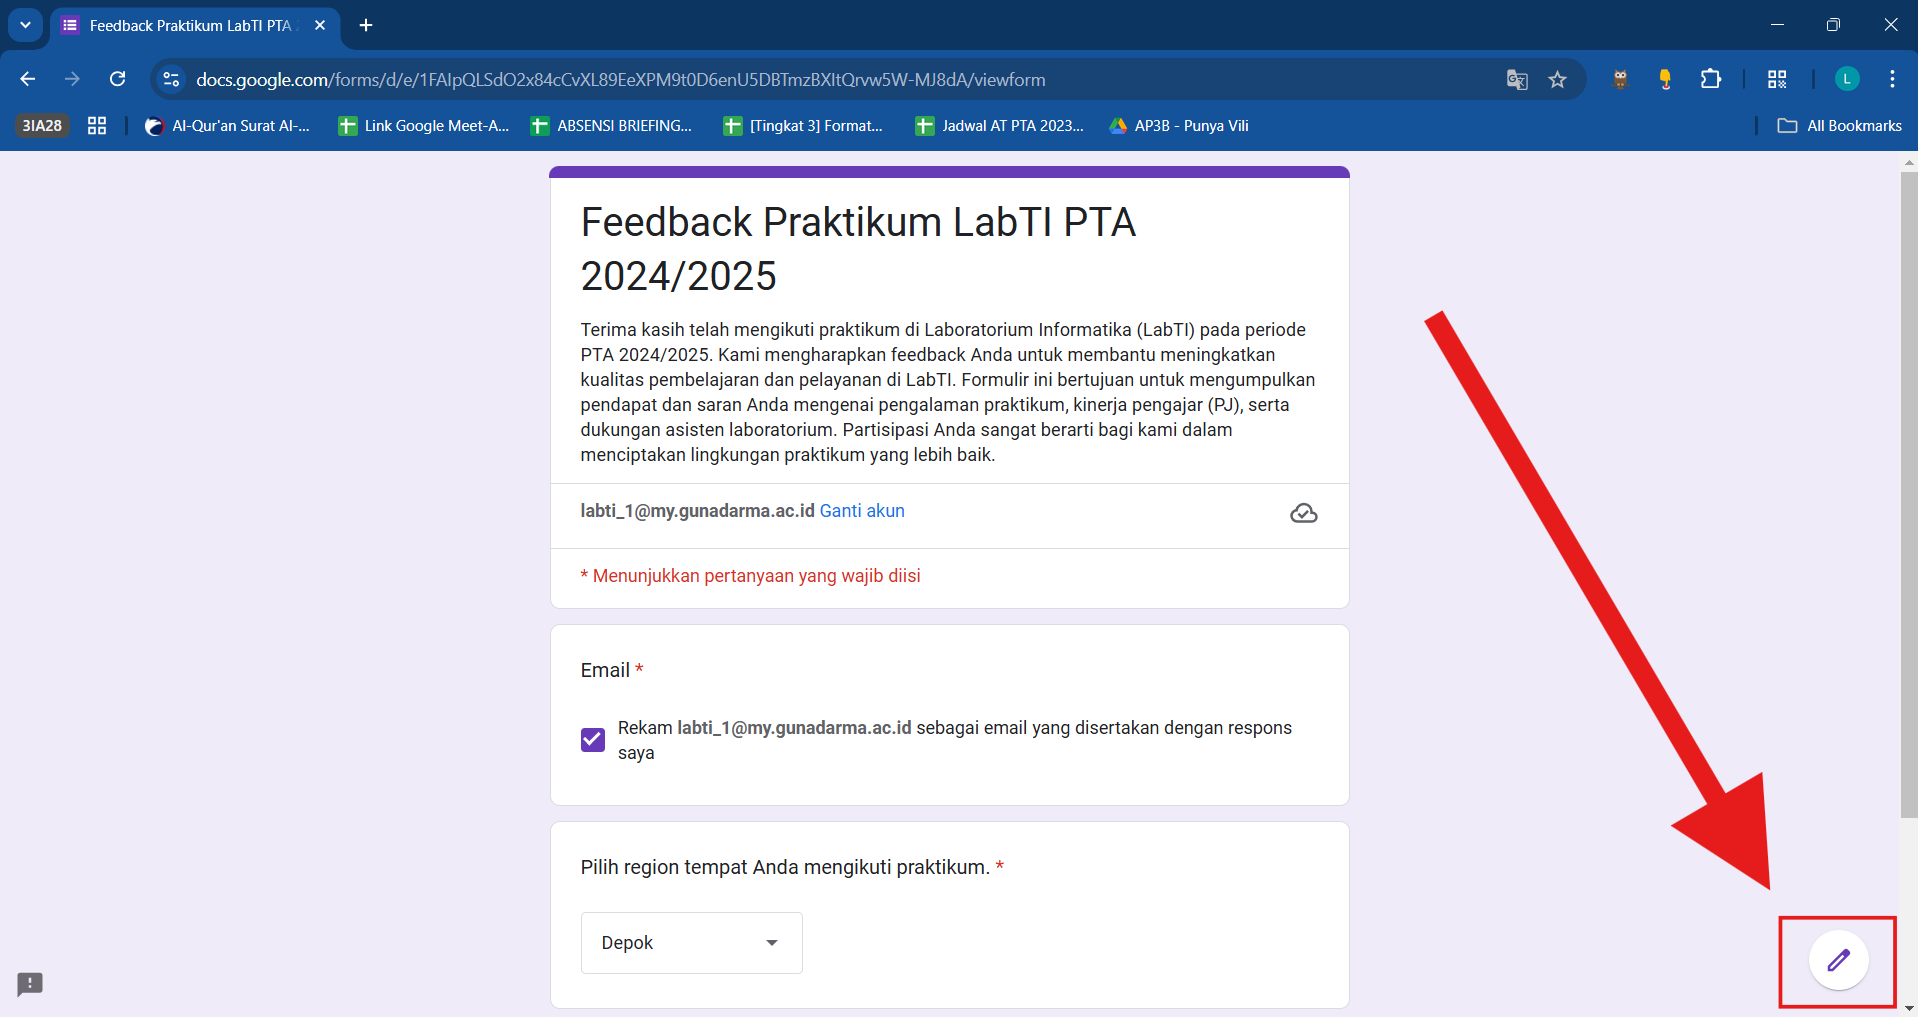 Feedback Praktikum LabTI PTA 2
docs.google.com/forms/d/e/1FAIpQLSdO2x84cCvXL89EeXPM9t0D6enU5DBTmzBXItQrvw5W-MJ8dA/viewform
L
3IA28
Al-Qur'an Surat Al-...
Link Google Meet-A...
ABSENSI BRIEFING...
[Tingkat 3] Format...
Jadwal AT PTA 2023...
AP3B - Punya Vili
All Bookmarks
Feedback Praktikum LabTI PTA
2024/2025
Terima kasih telah mengikuti praktikum di Laboratorium Informatika (LabTI) pada periode
PTA 2024/2025. Kami mengharapkan feedback Anda untuk membantu meningkatkan
kualitas pembelajaran dan pelayanan di LabTI. Formulir ini bertujuan untuk mengumpulkan
pendapat dan saran Anda mengenai pengalaman praktikum, kinerja pengajar (PJ), serta
dukungan asisten laboratorium. Partisipasi Anda sangat berarti bagi kami dalam
menciptakan lingkungan praktikum yang lebih baik.
labti_1@my.gunadarma.ac.id Ganti akun
* Menunjukkan pertanyaan yang wajib diisi
Email *
Rekam labti_1@my.gunadarma.ac.id sebagai email yang disertakan dengan respons
saya
Pilih region tempat Anda mengikuti praktikum. *
Depok